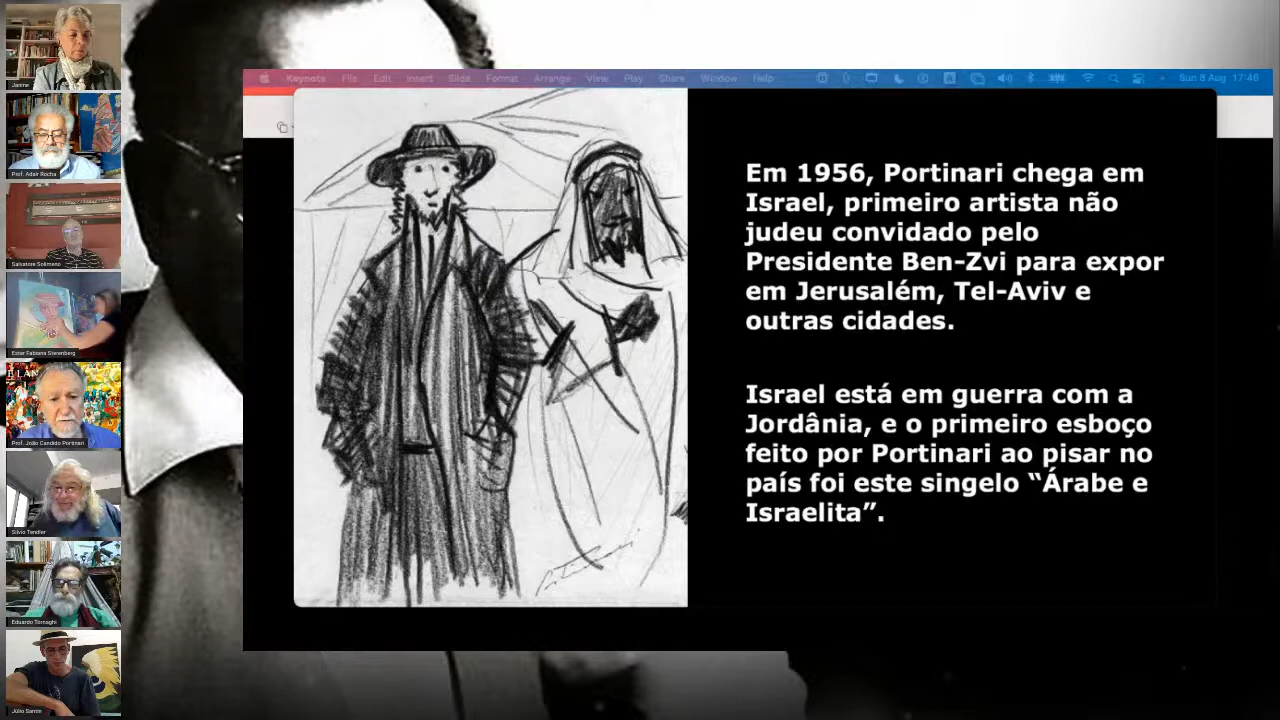 Keynote File Edit Insert Slide Format Arrange View Play Share Window Help Sun 8 Aug 17:46
Em 1956, Portinari chega em
Israel, primeiro artista não
judeu convidado pelo
Presidente Ben-Zvi para expor
em Jerusalém, Tel-Aviv e
outras cidades.
Israel está em guerra com a
Jordânia, e o primeiro esboço
feito por Portinari ao pisar no
país foi este singelo “Árabe e
Israelita”.
Janine
Prof. Adair Rocha
Salvatore Solimeno
Ester Fabiana Sterenberg
Prof. João Candido Portinari
Silvio Tendler
Eduardo Tornaghi
Júlio Santin